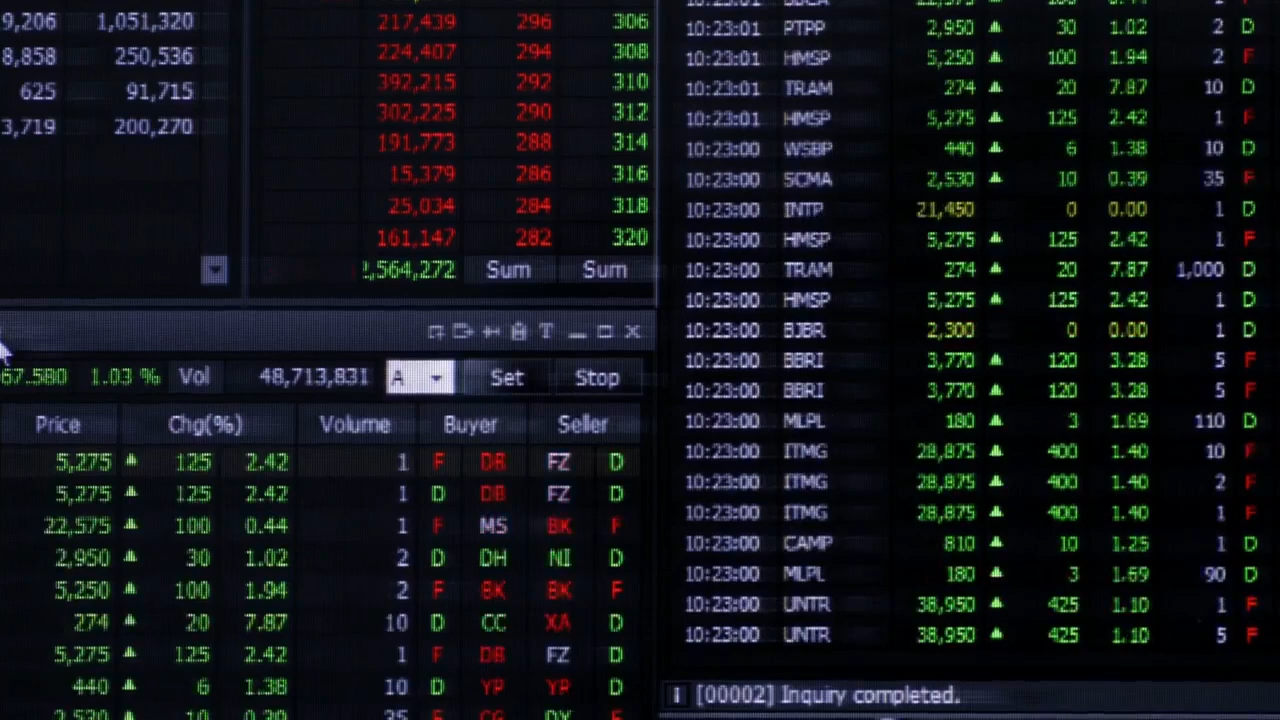 9,206 1,051,320
8,858 250,536
625 91,715
3,719 200,270
217,439 296 306
224,407 294 308
392,215 292 310
302,225 290 312
191,773 288 314
15,379 286 316
25,034 284 318
161,147 282 320
2,564,272 Sum Sum
67.580 1.03 % Vol 48,713,831 A Set Stop
Price Chg(%) Volume Buyer Seller
5,275 125 2.42 1 F DB FZ D
5,275 125 2.42 1 D DB FZ D
22,575 100 0.44 1 F MS BK F
2,950 30 1.02 2 D DH NI D
5,250 100 1.94 2 F BK BK F
274 20 7.87 10 D CC XA D
5,275 125 2.42 1 F DB FZ D
440 6 1.38 10 D YP YP D
2,530 10 0.39 35 F
10:23:01 PTPP 2,950 30 1.02 2 D
10:23:01 HMSP 5,250 100 1.94 2 F
10:23:01 TRAM 274 20 7.87 10 D
10:23:01 HMSP 5,275 125 2.42 1 F
10:23:00 WSBP 440 6 1.38 10 D
10:23:00 SCMA 2,530 10 0.39 35 F
10:23:00 INTP 21,450 0 0.00 1 D
10:23:00 HMSP 5,275 125 2.42 1 F
10:23:00 TRAM 274 20 7.87 1,000 D
10:23:00 HMSP 5,275 125 2.42 1 D
10:23:00 BJBR 2,300 0 0.00 1 D
10:23:00 BBRI 3,770 120 3.28 5 F
10:23:00 BBRI 3,770 120 3.28 5 F
10:23:00 MLPL 180 3 1.69 110 D
10:23:00 ITMG 28,875 400 1.40 10 F
10:23:00 ITMG 28,875 400 1.40 2 F
10:23:00 ITMG 28,875 400 1.40 1 F
10:23:00 CAMP 810 10 1.25 1 D
10:23:00 MLPL 180 3 1.69 90 D
10:23:00 UNTR 38,950 425 1.10 1 F
10:23:00 UNTR 38,950 425 1.10 5 F
[00002] Inquiry completed.